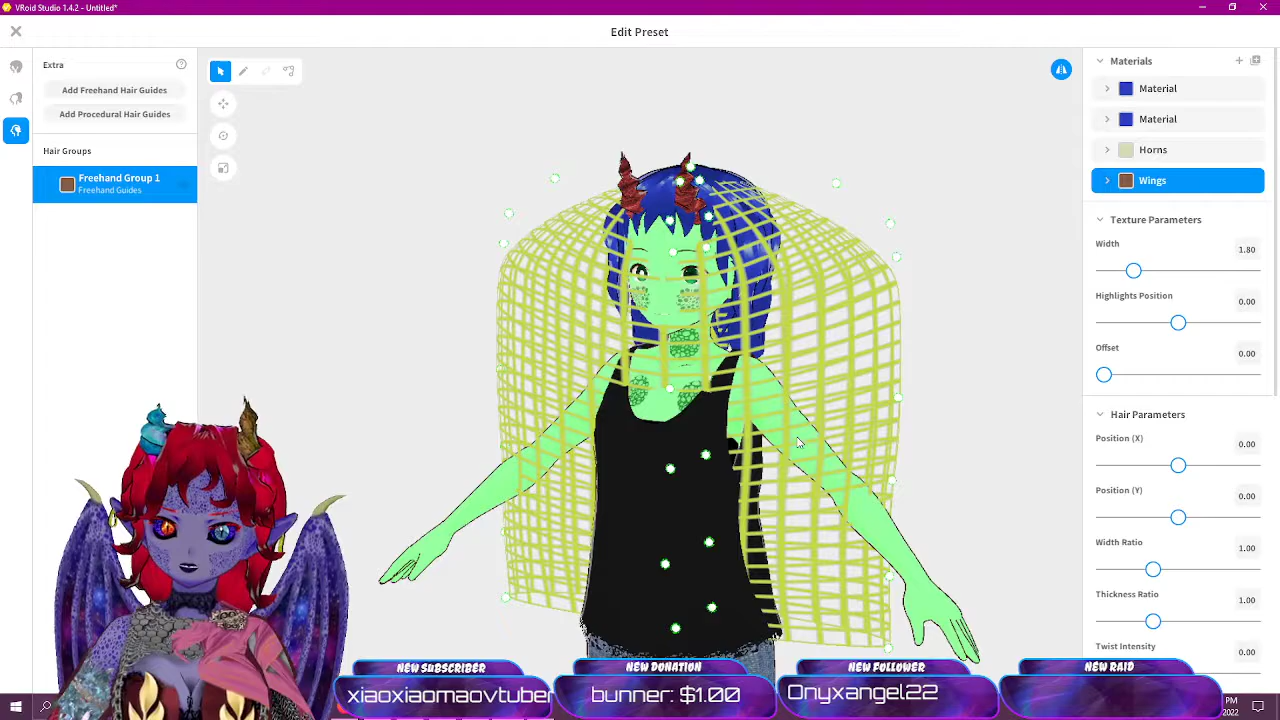 VRoid Studio 1.4.2 - Untitled*
Edit Preset
Extra
Add Freehand Hair Guides
Add Procedural Hair Guides
Hair Groups
Freehand Group 1
Freehand Guides
Materials
Material
Material
Horns
Wings
Texture Parameters
Width
1.80
Highlights Position
0.00
Offset
0.00
Hair Parameters
Position (X)
0.00
Position (Y)
0.00
Width Ratio
1.00
Thickness Ratio
1.00
Twist Intensity
0.00
NEW SUBSCRIBER
xiaoxiaomaovtuber
NEW DONATION
bunner: $1.00
NEW FOLLOWER
Onyxangel22
NEW RAID
PM